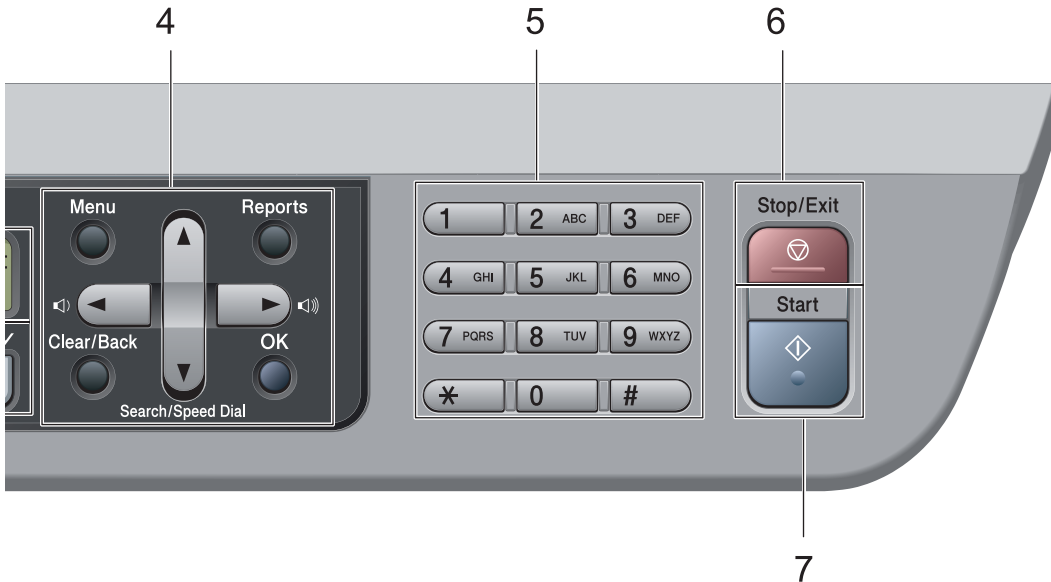 4 5 6
Menu Reports
Clear/Back OK
Search/Speed Dial
1 2 ABC 3 DEF
4 GHI 5 JKL 6 MNO
7 PQRS 8 TUV 9 WXYZ
* 0 #
Stop/Exit
Start
7